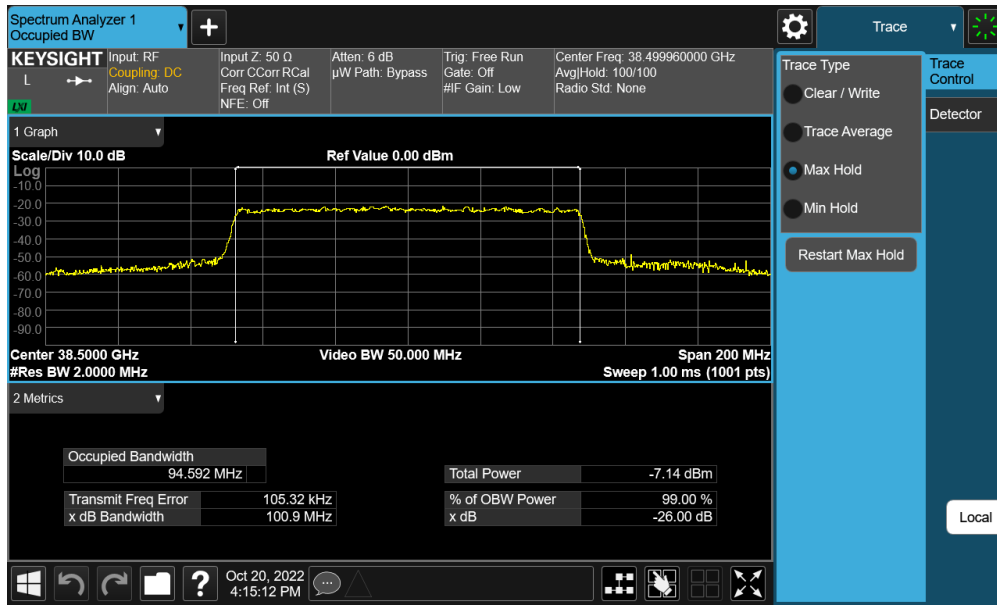 Spectrum Analyzer 1
Occupied BW
+
Trace
KEYSIGHT
L
LXI
Input: RF
Coupling: DC
Align: Auto
Input Z: 50 Ω
Corr CCorr RCal
Freq Ref: Int (S)
NFE: Off
Atten: 6 dB
µW Path: Bypass
Trig: Free Run
Gate: Off
#IF Gain: Low
Center Freq: 38.499960000 GHz
Avg|Hold: 100/100
Radio Std: None
Trace Type
Clear / Write
Trace Average
Max Hold
Min Hold
Restart Max Hold
Trace
Control
Detector
1 Graph
Scale/Div 10.0 dB Ref Value 0.00 dBm
Log
-10.0
-20.0
-30.0
-40.0
-50.0
-60.0
-70.0
-80.0
-90.0
Center 38.5000 GHz Video BW 50.000 MHz Span 200 MHz
#Res BW 2.0000 MHz Sweep 1.00 ms (1001 pts)
2 Metrics
Occupied Bandwidth
94.592 MHz Total Power -7.14 dBm
Transmit Freq Error 105.32 kHz % of OBW Power 99.00 %
x dB Bandwidth 100.9 MHz x dB -26.00 dB
Local
?
Oct 20, 2022
4:15:12 PM